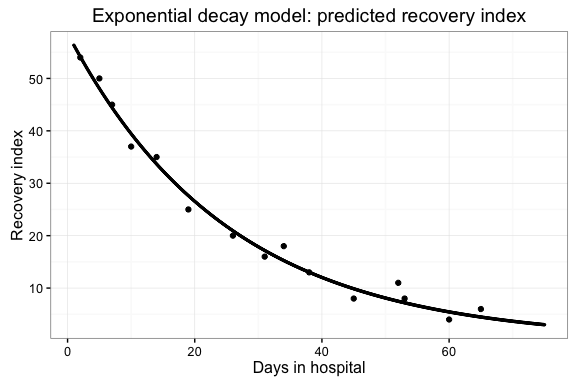 Exponential decay model: predicted recovery index
Recovery index
50
40
30
20
10
0 20 40 60
Days in hospital